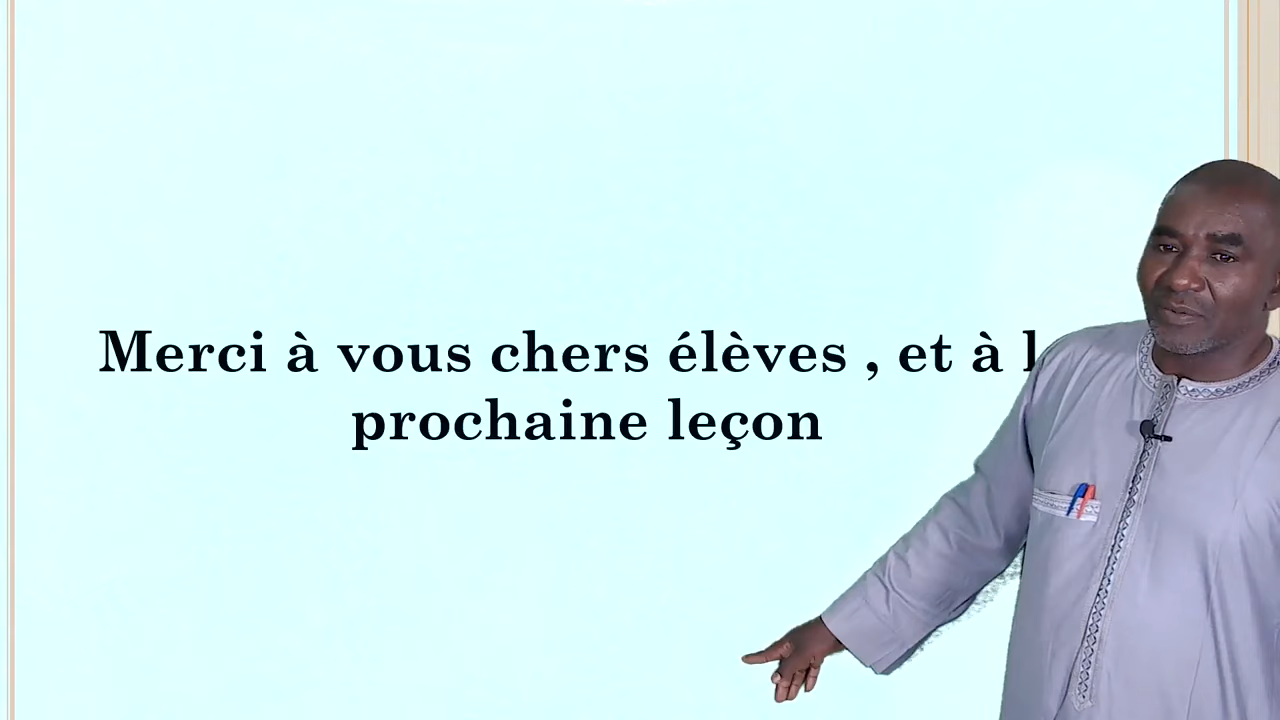 Merci à vous chers élèves , et à
prochaine leçon